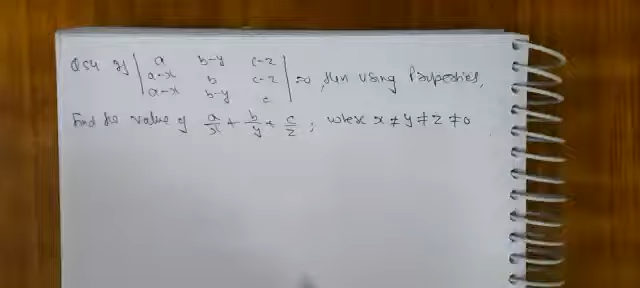 Q54 If | a b-y c-z |
| a-x b c-z | = 0, then using Properties,
| a-x b-y c |
Find the value of a/x + b/y + c/z ; where x ≠ y ≠ z ≠ 0